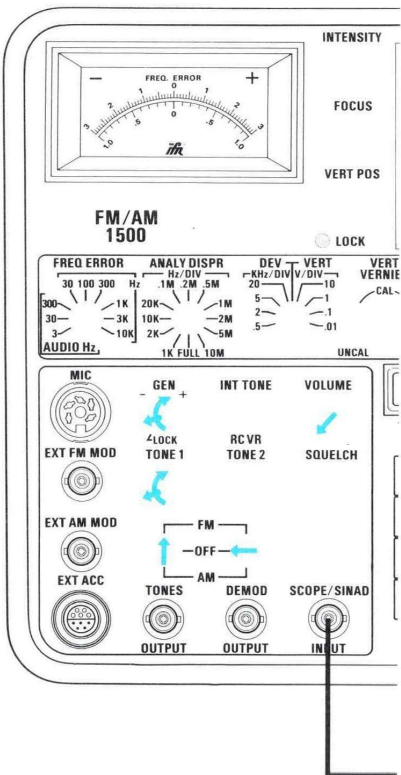 INTENSITY
FREQ. ERROR
− +
3 2 1 0 1 2 3
1.0 .5 0 .5 1.0
ifr
FOCUS
VERT POS
FM/AM
1500
LOCK
FREQ ERROR
30 100 300 Hz
300 1K
30 3K
3 10K
AUDIO Hz
ANALY DISPR
Hz/DIV
.1M .2M .5M
20K 1M
10K 2M
2K 5M
1K FULL 10M
DEV VERT
KHz/DIV V/DIV
20 10
5 1
2 .1
.5 .01
VERT
VERNIE
CAL
UNCAL
MIC
GEN
− +
INT TONE
VOLUME
∠LOCK
RCVR
EXT FM MOD
TONE 1
TONE 2
SQUELCH
EXT AM MOD
FM
OFF
AM
EXT ACC
TONES
DEMOD
SCOPE/SINAD
OUTPUT
OUTPUT
INPUT